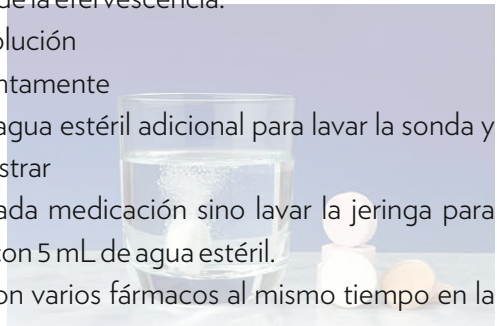 de la efervescencia.
olución
ntamente
agua estéril adicional para lavar la sonda y
strar
ada medicación sino lavar la jeringa para
con 5 mL de agua estéril.
on varios fármacos al mismo tiempo en la